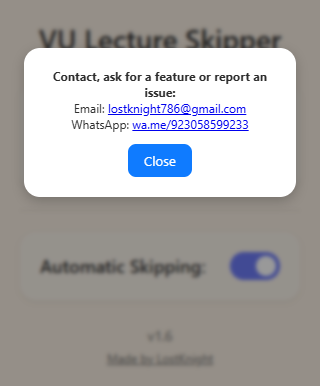 VU Lecture Skipper
Contact, ask for a feature or report an
issue:
Email: lostknight786@gmail.com
WhatsApp: wa.me/923058599233
Close
Automatic Skipping:
v1.6
Made by LostKnight